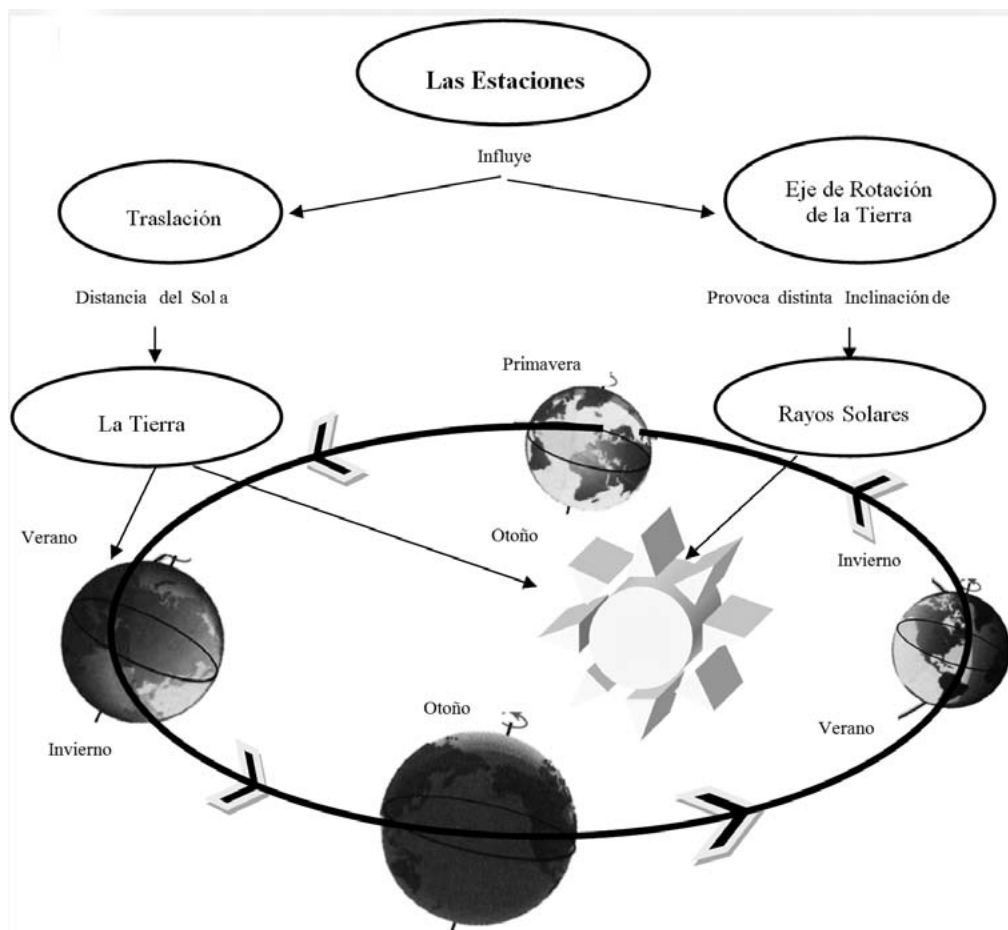 Las Estaciones
Influye
Traslación
Eje de Rotación
de la Tierra
Distancia del Sol a
Provoca distinta Inclinación de
Primavera
La Tierra
Rayos Solares
Otoño
Verano
Invierno
Otoño
Invierno
Verano